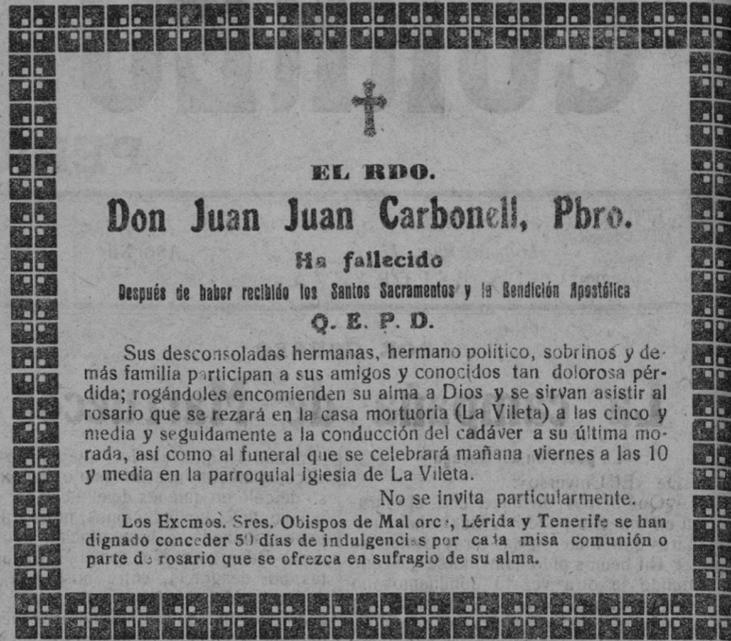 EL RDO.
Don Juan Juan Carbonell, Pbro.
Ha fallecido
Después de haber recibido los Santos Sacramentos y la Bendición Apostólica
Q. E. P. D.
Sus desconsoladas hermanas, hermano político, sobrinos y de-
más familia participan a sus amigos y conocidos tan dolorosa pér-
dida; rogándoles encomienden su alma a Dios y se sirvan asistir al
rosario que se rezará en la casa mortuoria (La Vileta) a las cinco y
media y seguidamente a la conducción del cadáver a su última mo-
rada, así como al funeral que se celebrará mañana viernes a las 10
y media en la parroquial iglesia de La Vileta.
No se invita particularmente.
Los Excmos. Sres. Obispos de Mallorca, Lérida y Tenerife se han
dignado conceder 50 días de indulgencias por cada misa comunión o
parte de rosario que se ofrezca en sufragio de su alma.